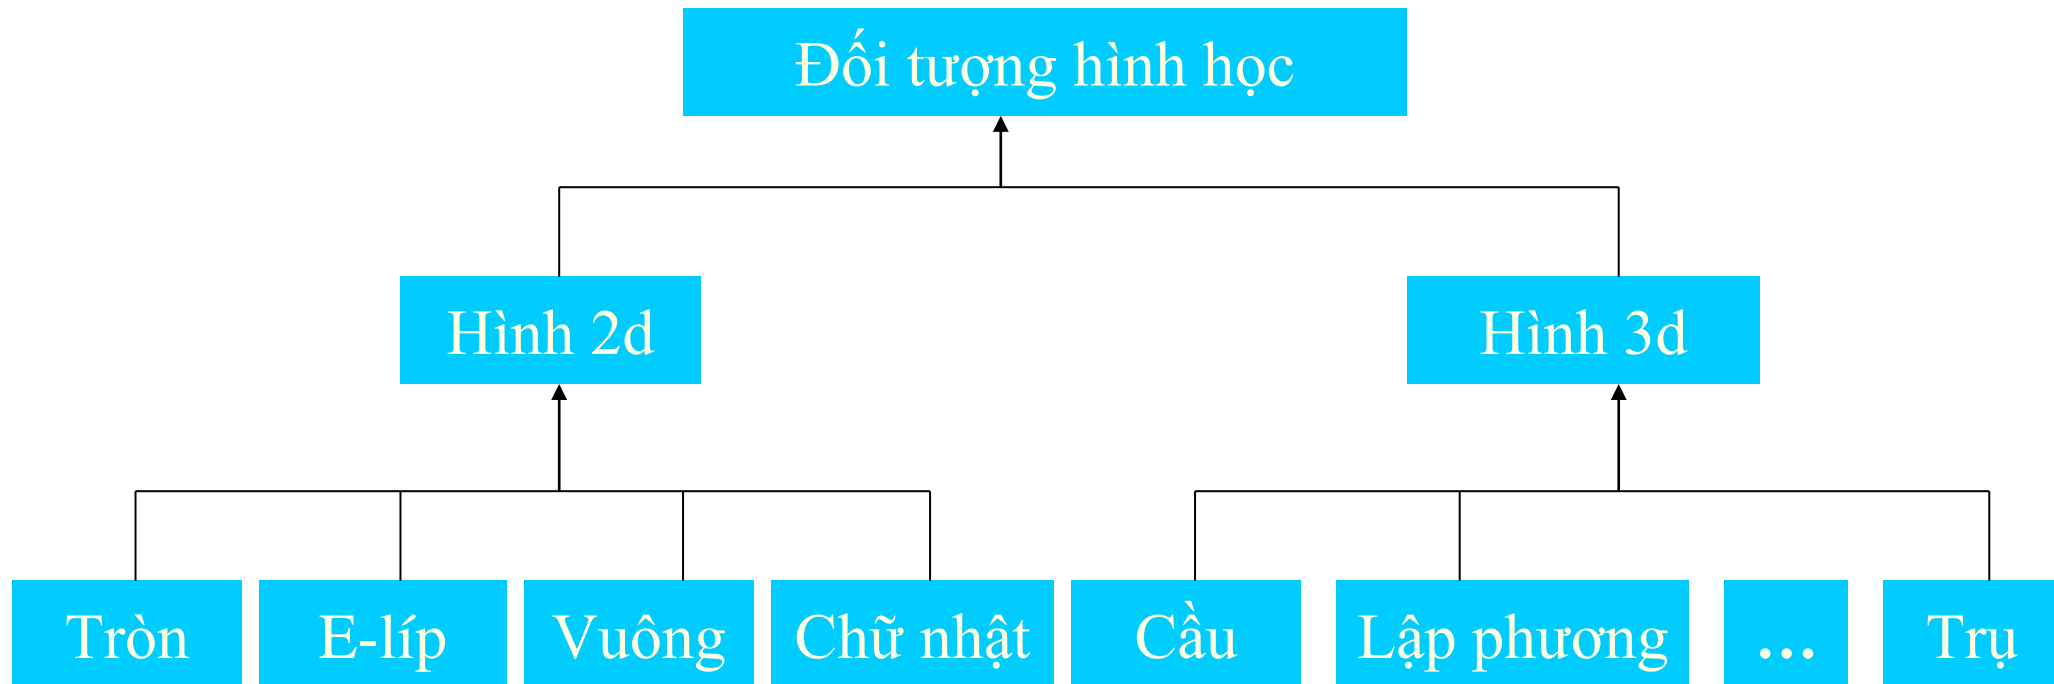 Đối tượng hình học
Hình 2d
Hình 3d
Tròn
E-líp
Vuông
Chữ nhật
Cầu
Lập phương
...
Trụ